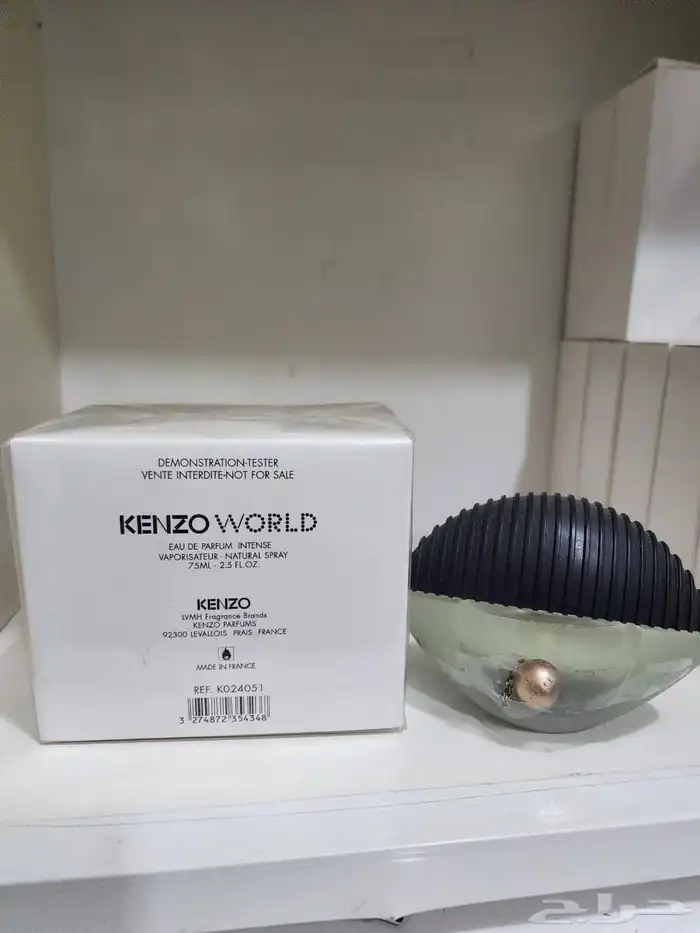 DEMONSTRATION-TESTER
VENTE INTERDITE-NOT FOR SALE
KENZO WORLD
EAU DE PARFUM INTENSE
VAPORISATEUR - NATURAL SPRAY
75ML - 2.5 FL.OZ.
KENZO
LVMH Fragrance Brands
KENZO PARFUMS
92300 LEVALLOIS PRAIS FRANCE
MADE IN FRANCE
REF. K024051
3 274872 354348
حراج